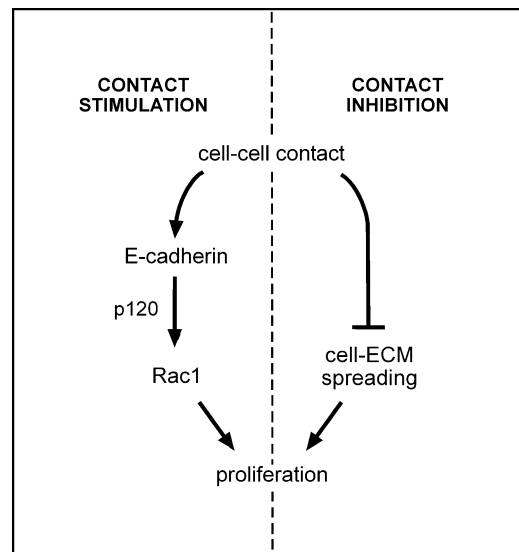 CONTACT
STIMULATION
CONTACT
INHIBITION
cell-cell contact
E-cadherin
p120
Rac1
cell-ECM
spreading
proliferation